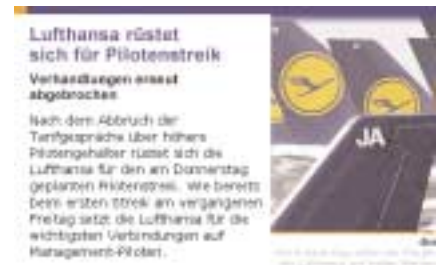 Lufthansa rüstet
sich für Pilotenstreik
Verhandlungen erneut
abgebrochen
Nach dem Abbruch der
Tarifgespräche über höhere
Pilotengehälter rüstet sich die
Lufthansa für den am Donnerstag
geplanten Pilotenstreik. Wie bereits
beim ersten Streik am vergangenen
Freitag setzt die Lufthansa für die
wichtigsten Verbindungen auf
Management-Piloten.
JA